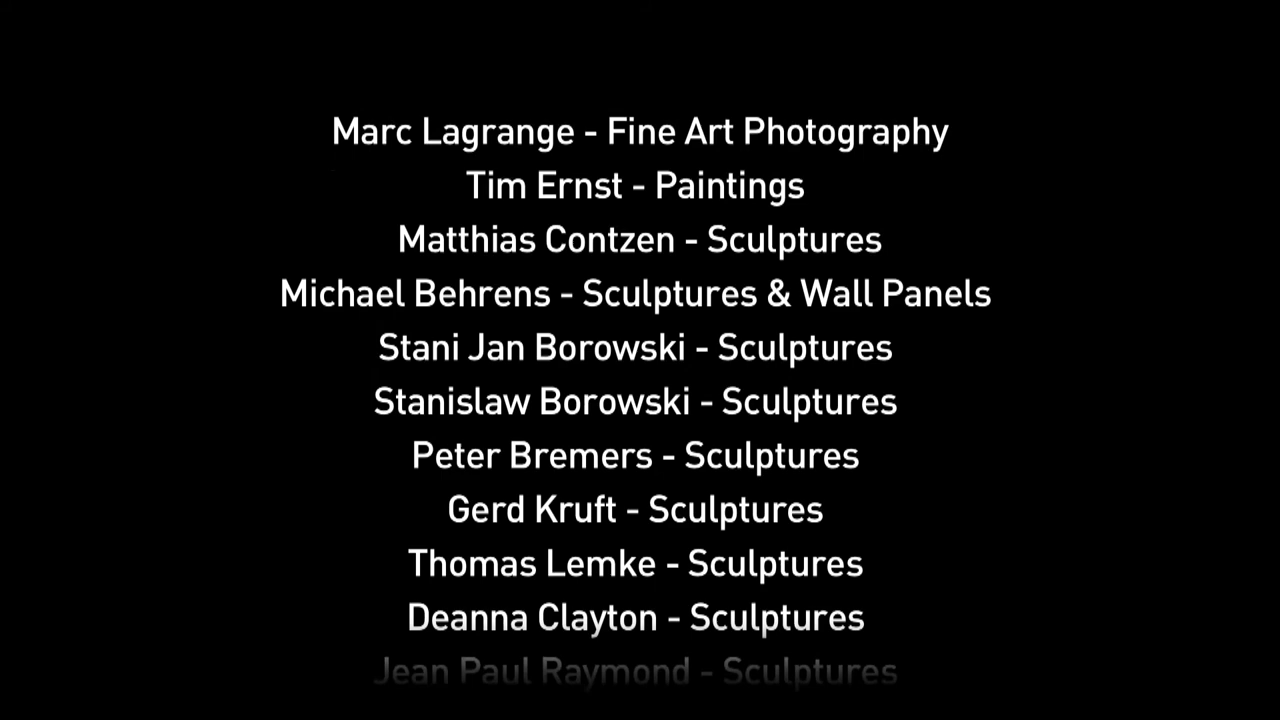 Marc Lagrange - Fine Art Photography
Tim Ernst - Paintings
Matthias Contzen - Sculptures
Michael Behrens - Sculptures & Wall Panels
Stani Jan Borowski - Sculptures
Stanislaw Borowski - Sculptures
Peter Bremers - Sculptures
Gerd Kruft - Sculptures
Thomas Lemke - Sculptures
Deanna Clayton - Sculptures
Jean Paul Raymond - Sculptures